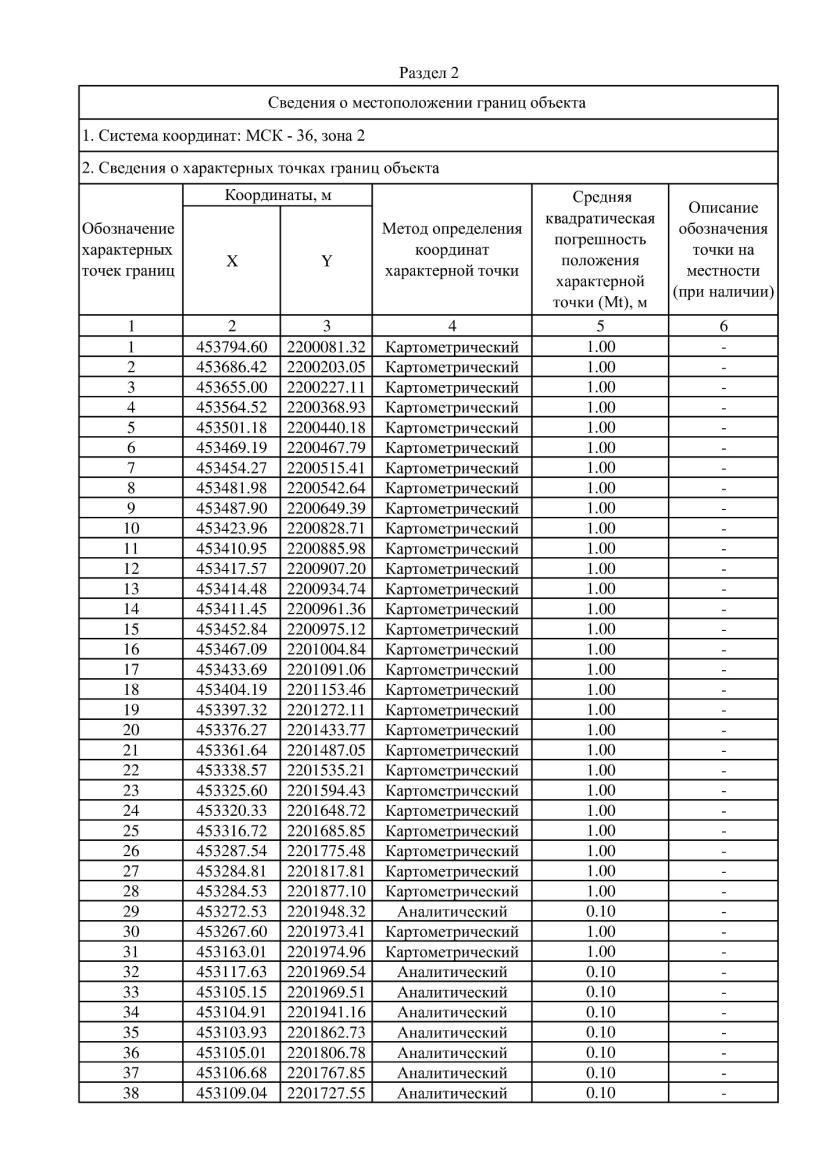 Раздел 2
Сведения о местоположении границ объекта
1. Система координат: МСК - 36, зона 2
2. Сведения о характерных точках границ объекта
Обозначение
характерных
точек границ
Координаты, м
X Y
Метод определения
координат
характерной точки
Средняя
квадратическая
погрешность
положения
характерной
точки (Mt), м
Описание
обозначения
точки на
местности
(при наличии)
1 2 3 4 5 6
1 453794.60 2200081.32 Картометрический 1.00 -
2 453686.42 2200203.05 Картометрический 1.00 -
3 453655.00 2200227.11 Картометрический 1.00 -
4 453564.52 2200368.93 Картометрический 1.00 -
5 453501.18 2200440.18 Картометрический 1.00 -
6 453469.19 2200467.79 Картометрический 1.00 -
7 453454.27 2200515.41 Картометрический 1.00 -
8 453481.98 2200542.64 Картометрический 1.00 -
9 453487.90 2200649.39 Картометрический 1.00 -
10 453423.96 2200828.71 Картометрический 1.00 -
11 453410.95 2200885.98 Картометрический 1.00 -
12 453417.57 2200907.20 Картометрический 1.00 -
13 453414.48 2200934.74 Картометрический 1.00 -
14 453411.45 2200961.36 Картометрический 1.00 -
15 453452.84 2200975.12 Картометрический 1.00 -
16 453467.09 2201004.84 Картометрический 1.00 -
17 453433.69 2201091.06 Картометрический 1.00 -
18 453404.19 2201153.46 Картометрический 1.00 -
19 453397.32 2201272.11 Картометрический 1.00 -
20 453376.27 2201433.77 Картометрический 1.00 -
21 453361.64 2201487.05 Картометрический 1.00 -
22 453338.57 2201535.21 Картометрический 1.00 -
23 453325.60 2201594.43 Картометрический 1.00 -
24 453320.33 2201648.72 Картометрический 1.00 -
25 453316.72 2201685.85 Картометрический 1.00 -
26 453287.54 2201775.48 Картометрический 1.00 -
27 453284.81 2201817.81 Картометрический 1.00 -
28 453284.53 2201877.10 Картометрический 1.00 -
29 453272.53 2201948.32 Аналитический 0.10 -
30 453267.60 2201973.41 Картометрический 1.00 -
31 453163.01 2201974.96 Картометрический 1.00 -
32 453117.63 2201969.54 Аналитический 0.10 -
33 453105.15 2201969.51 Аналитический 0.10 -
34 453104.91 2201941.16 Аналитический 0.10 -
35 453103.93 2201862.73 Аналитический 0.10 -
36 453105.01 2201806.78 Аналитический 0.10 -
37 453106.68 2201767.85 Аналитический 0.10 -
38 453109.04 2201727.55 Аналитический 0.10 -